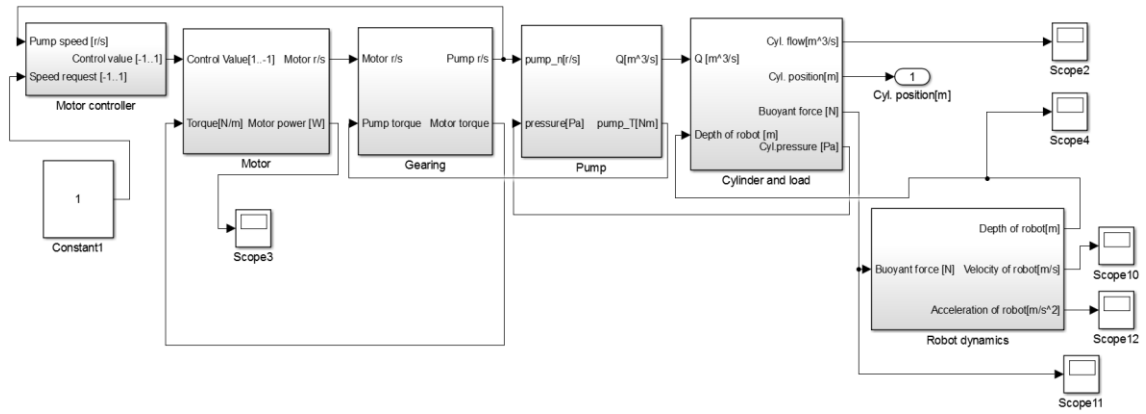 Pump speed [r/s]
Control value [-1..1]
Speed request [-1..1]
Motor controller
Control Value[1..-1]
Motor r/s
Torque[N/m]
Motor power [W]
Motor
Motor r/s
Pump r/s
Pump torque
Motor torque
Gearing
pump_n[r/s]
Q[m^3/s]
pressure[Pa]
pump_T[Nm]
Pump
Q [m^3/s]
Cyl. flow[m^3/s]
Cyl. position[m]
Buoyant force [N]
Depth of robot [m]
Cyl.pressure [Pa]
Cylinder and load
Scope2
1
Cyl. position[m]
Scope4
1
Constant1
Scope3
Depth of robot[m]
Buoyant force [N]
Velocity of robot[m/s]
Acceleration of robot[m/s^2]
Robot dynamics
Scope10
Scope12
Scope11